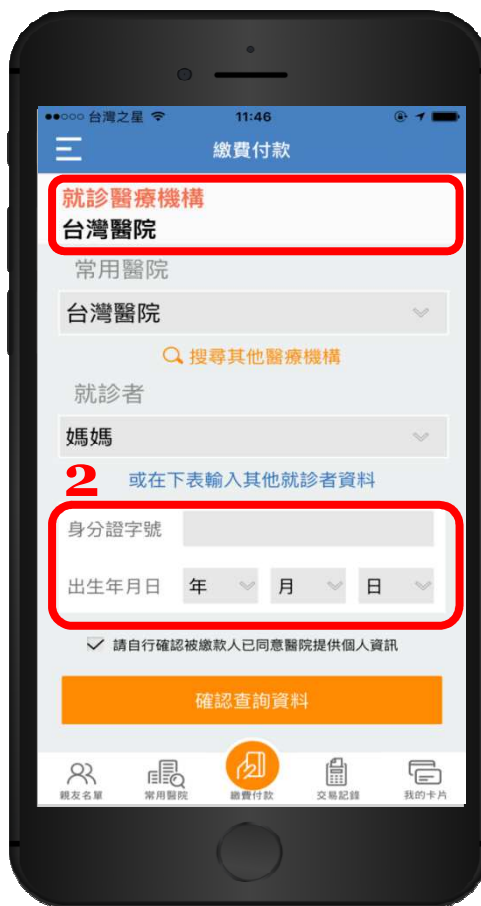 台灣之星 11:46
繳費付款
就診醫療機構
台灣醫院
常用醫院
台灣醫院
搜尋其他醫療機構
就診者
媽媽
2 或在下表輸入其他就診者資料
身分證字號
出生年月日 年 月 日
請自行確認被繳款人已同意醫院提供個人資訊
確認查詢資料
親友名單 常用醫院 繳費付款 交易記錄 我的卡片